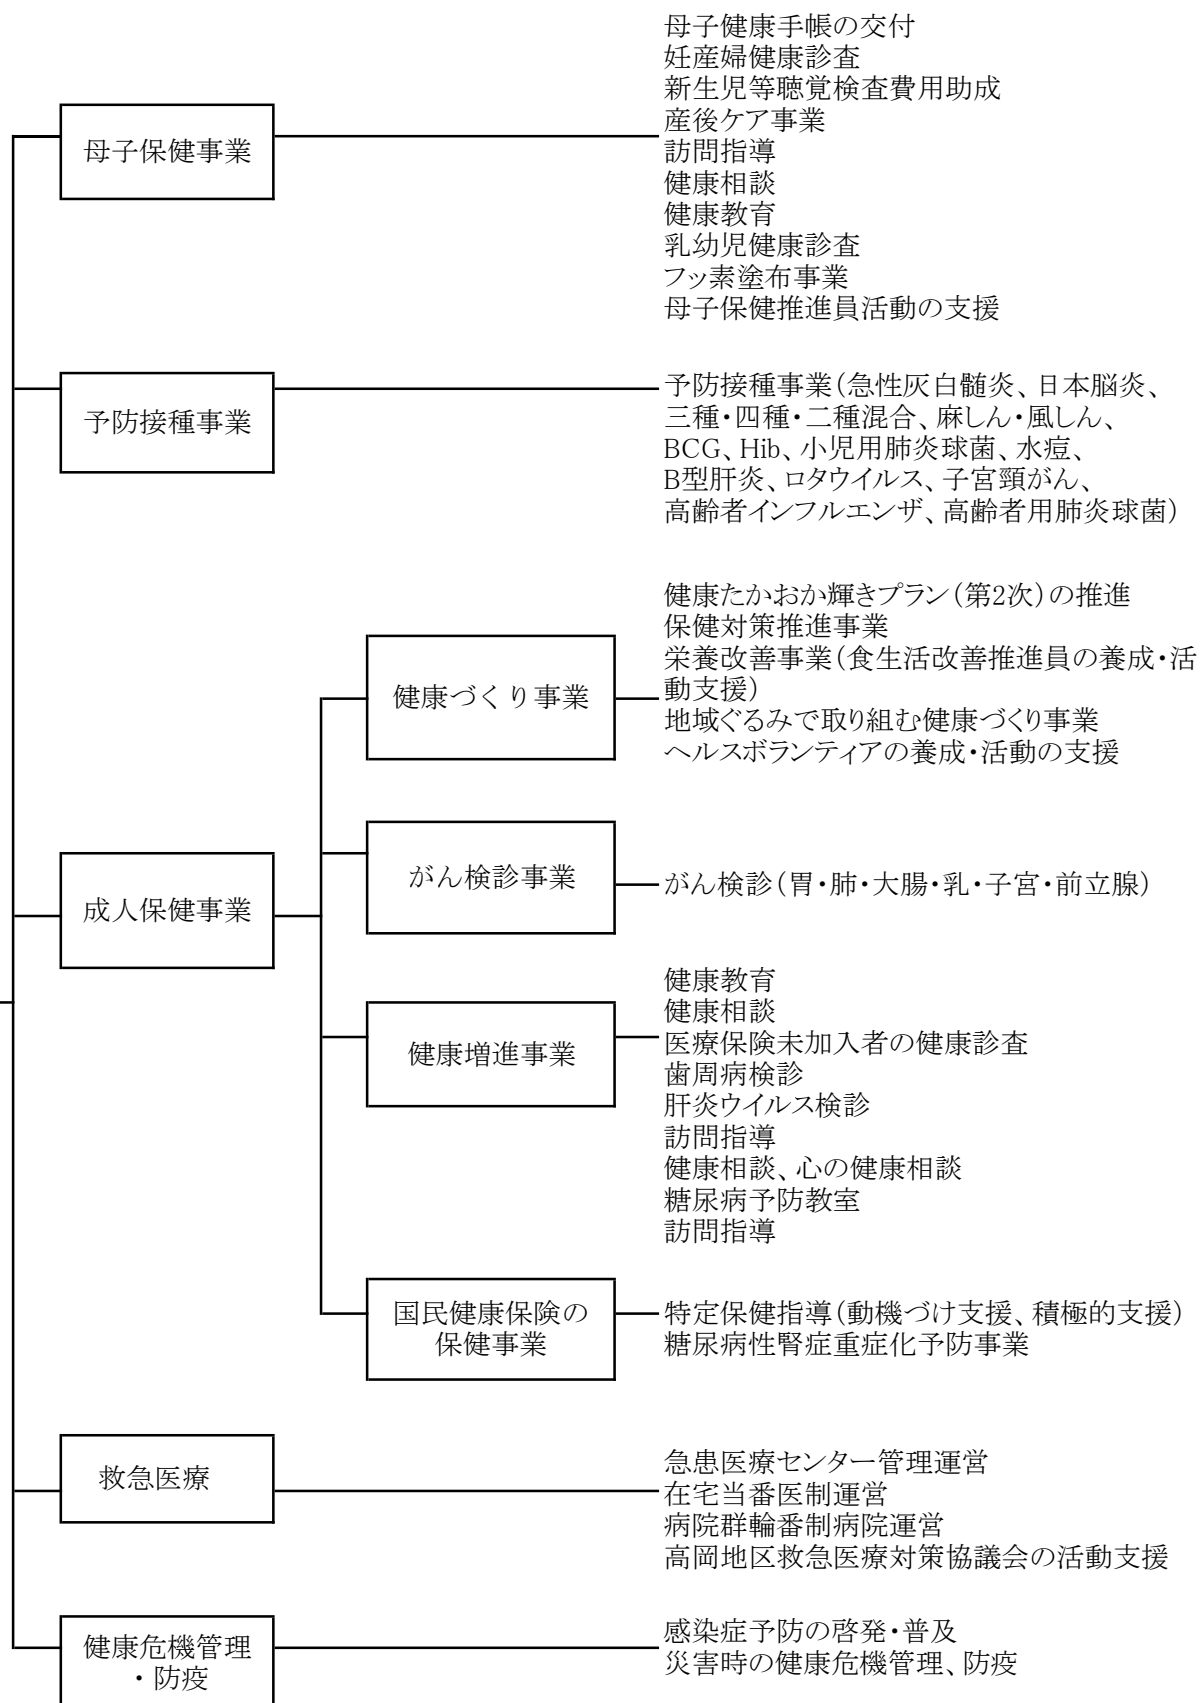 母子保健事業
母子健康手帳の交付
妊産婦健康診査
新生児等聴覚検査費用助成
産後ケア事業
訪問指導
健康相談
健康教育
乳幼児健康診査
フッ素塗布事業
母子保健推進員活動の支援
予防接種事業
予防接種事業(急性灰白髄炎、日本脳炎、
三種・四種・二種混合、麻しん・風しん、
BCG、Hib、小児用肺炎球菌、水痘、
B型肝炎、ロタウイルス、子宮頸がん、
高齢者インフルエンザ、高齢者用肺炎球菌)
成人保健事業
健康づくり事業
健康たかおか輝きプラン(第2次)の推進
保健対策推進事業
栄養改善事業(食生活改善推進員の養成・活
動支援)
地域ぐるみで取り組む健康づくり事業
ヘルスボランティアの養成・活動の支援
がん検診事業
がん検診(胃・肺・大腸・乳・子宮・前立腺)
健康増進事業
健康教育
健康相談
医療保険未加入者の健康診査
歯周病検診
肝炎ウイルス検診
訪問指導
健康相談、心の健康相談
糖尿病予防教室
訪問指導
国民健康保険の
保健事業
特定保健指導(動機づけ支援、積極的支援)
糖尿病性腎症重症化予防事業
救急医療
急患医療センター管理運営
在宅当番医制運営
病院群輪番制病院運営
高岡地区救急医療対策協議会の活動支援
健康危機管理
・防疫
感染症予防の啓発・普及
災害時の健康危機管理、防疫